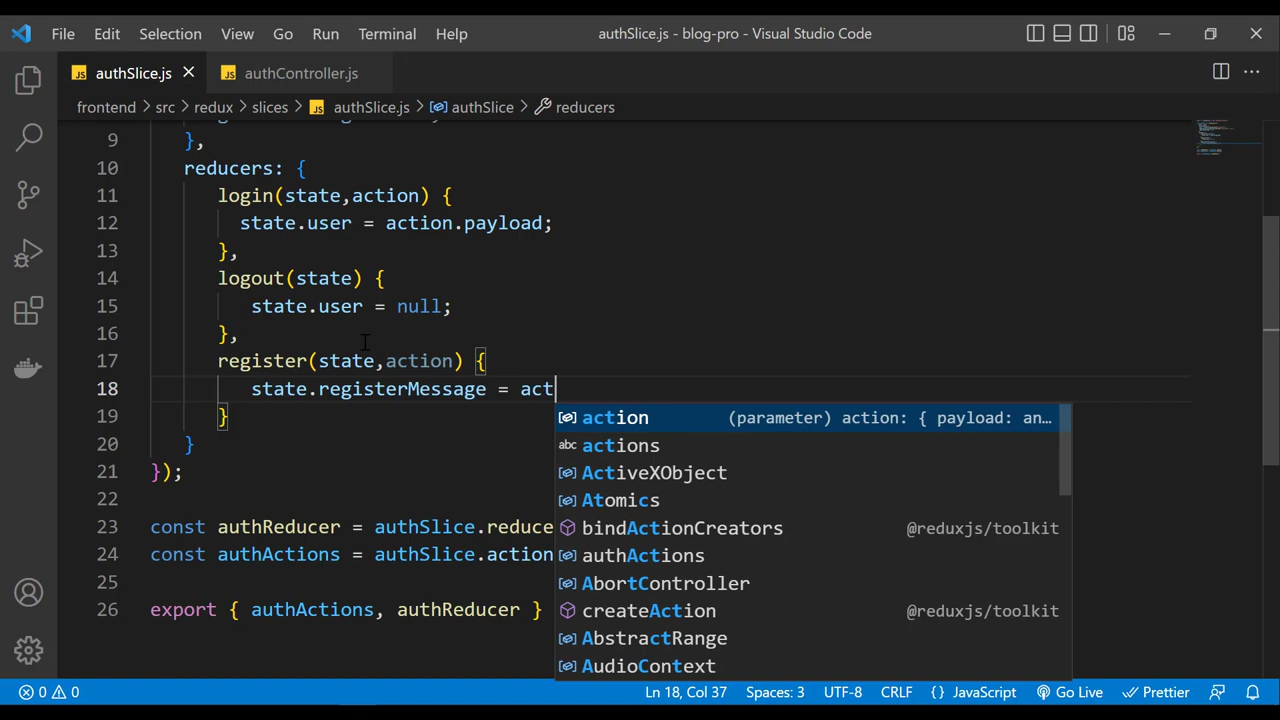 File Edit Selection View Go Run Terminal Help authSlice.js - blog-pro - Visual Studio Code
JS authSlice.js JS authController.js
frontend > src > redux > slices > JS authSlice.js > authSlice > reducers
9 },
10 reducers: {
11 login(state,action) {
12 state.user = action.payload;
13 },
14 logout(state) {
15 state.user = null;
16 },
17 register(state,action) {
18 state.registerMessage = act
19 }
action (parameter) action: { payload: an…
20 }
abc actions
21 });
ActiveXObject
22
Atomics
23 const authReducer = authSlice.reduce
bindActionCreators @reduxjs/toolkit
24 const authActions = authSlice.action
authActions
25
AbortController
26 export { authActions, authReducer }
createAction @reduxjs/toolkit
AbstractRange
AudioContext
0 0 Ln 18, Col 37 Spaces: 3 UTF-8 CRLF {} JavaScript Go Live Prettier